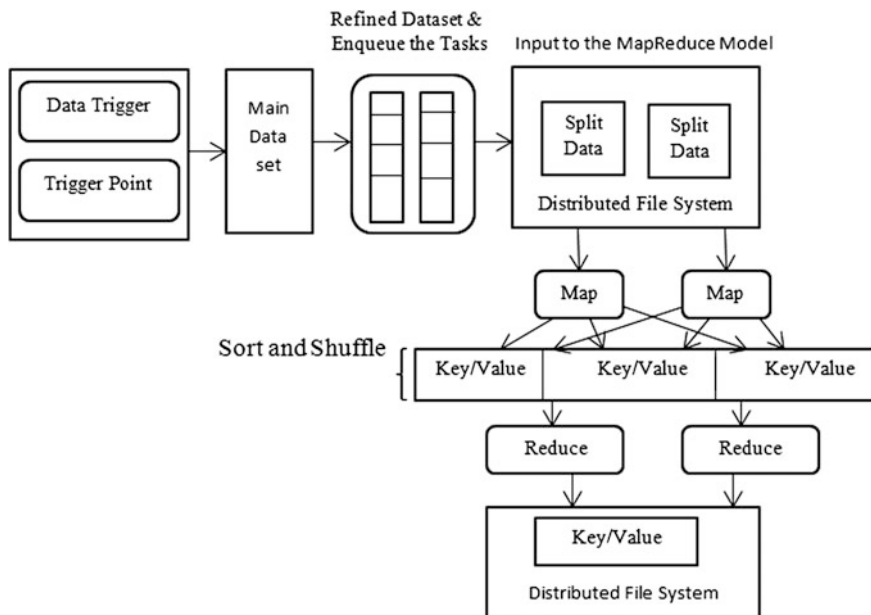 Refined Dataset &
Enqueue the Tasks
Input to the MapReduce Model
Data Trigger
Trigger Point
Main
Data
set
Split
Data
Split
Data
Distributed File System
Map
Map
Sort and Shuffle
Key/Value
Key/Value
Key/Value
Reduce
Reduce
Key/Value
Distributed File System